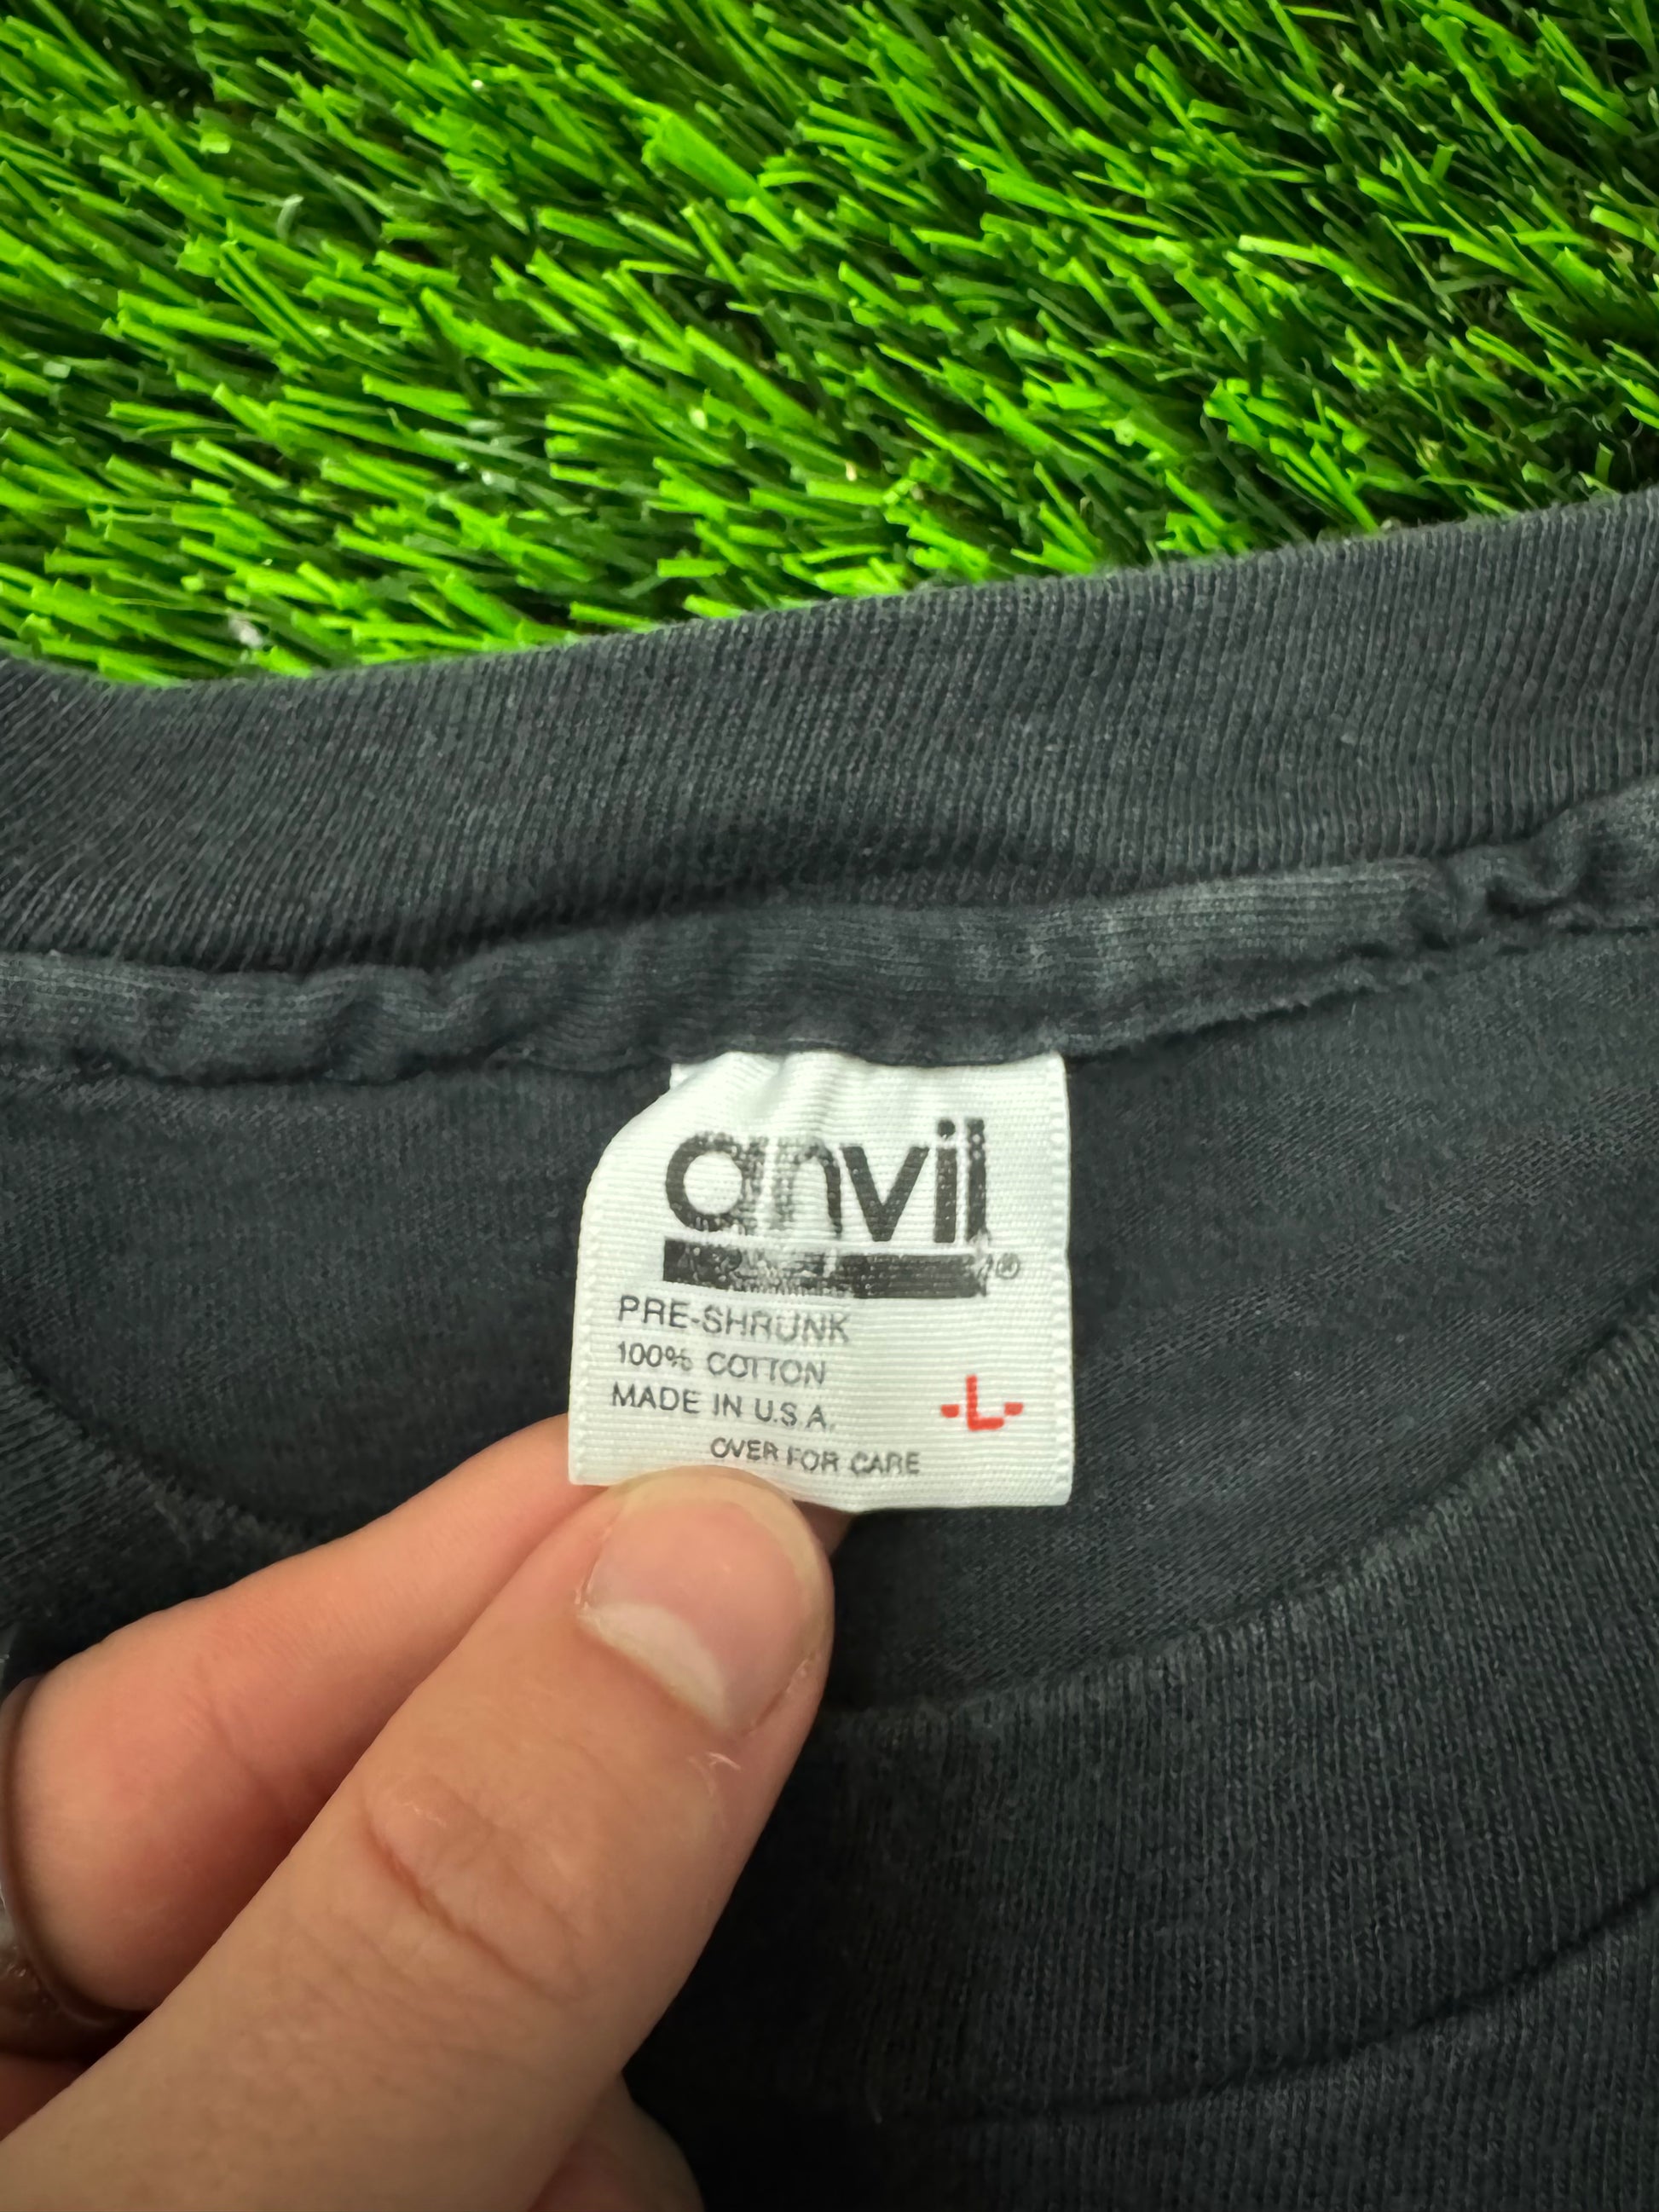 anvil®
PRE-SHRUNK
100% COTTON
MADE IN U.S.A.
-L-
OVER FOR CARE